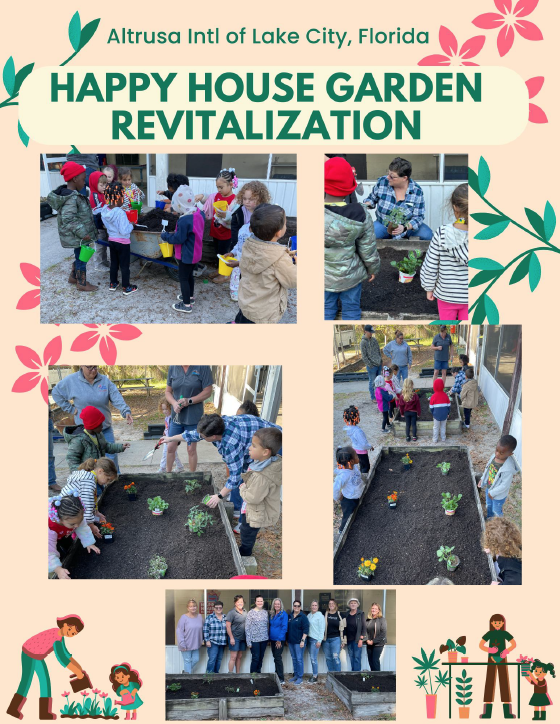 Altrusa Intl of Lake City, Florida
HAPPY HOUSE GARDEN
REVITALIZATION